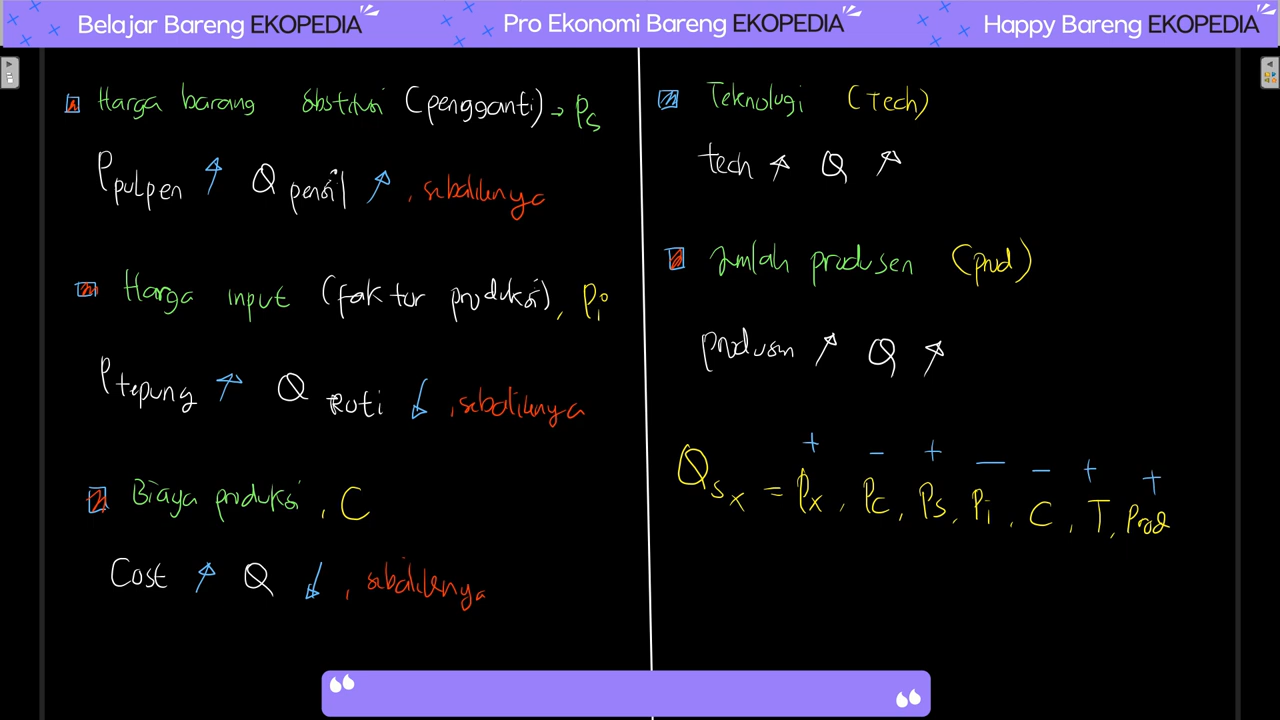 Belajar Bareng EKOPEDIA
Pro Ekonomi Bareng EKOPEDIA
Happy Bareng EKOPEDIA
Harga barang substitusi (pengganti) → Ps
P pulpen ↑ Q pensil ↑, sebaliknya
Harga input (faktor produksi), Pi
P tepung ↑ Q Roti ↓, sebaliknya
Biaya produksi, C
Cost ↑ Q ↓, sebaliknya
Teknologi (Tech)
tech ↑ Q ↑
Jumlah produsen (prod)
produsen ↑ Q ↑
+ − + − − + +
Qsx = Px, Pc, Ps, Pi, C, T, Prod